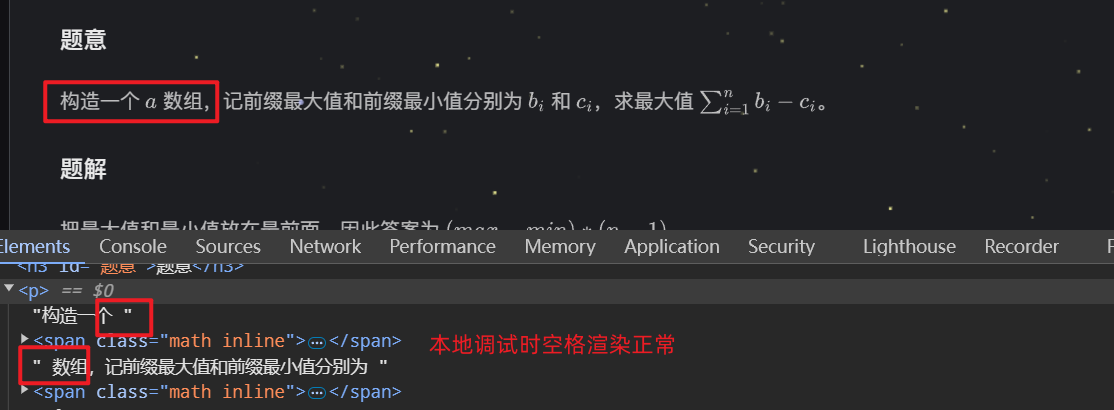 题意
构造一个 a 数组，记前缀最大值和前缀最小值分别为 b_i 和 c_i，求最大值 ∑_{i=1}^{n} b_i − c_i。
题解
把最大值和最小值放在最前面，因此答案为 (max − min) * (n − 1)
Elements Console Sources Network Performance Memory Application Security Lighthouse Recorder
<h3 id="题意">题意</h3>
<p> == $0
"构造一个 "
<span class="math inline">⋯</span>
本地调试时空格渲染正常
" 数组，记前缀最大值和前缀最小值分别为 "
<span class="math inline">⋯</span>